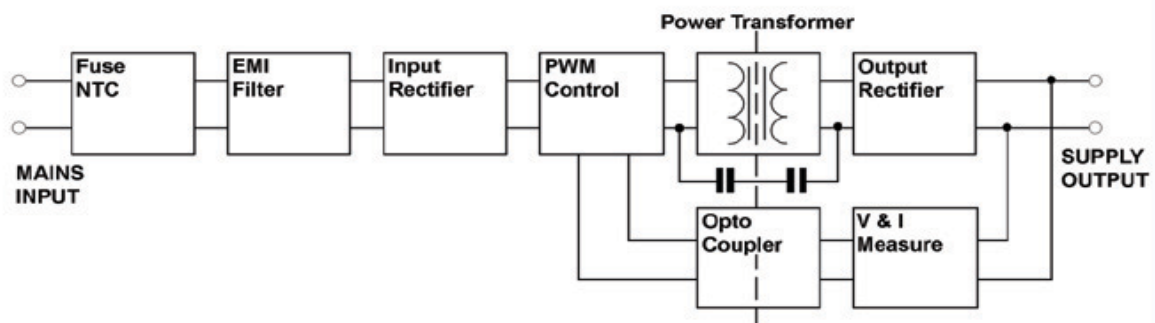 Power Transformer
Fuse
NTC
EMI
Filter
Input
Rectifier
PWM
Control
Output
Rectifier
MAINS
INPUT
SUPPLY
OUTPUT
Opto
Coupler
V & I
Measure